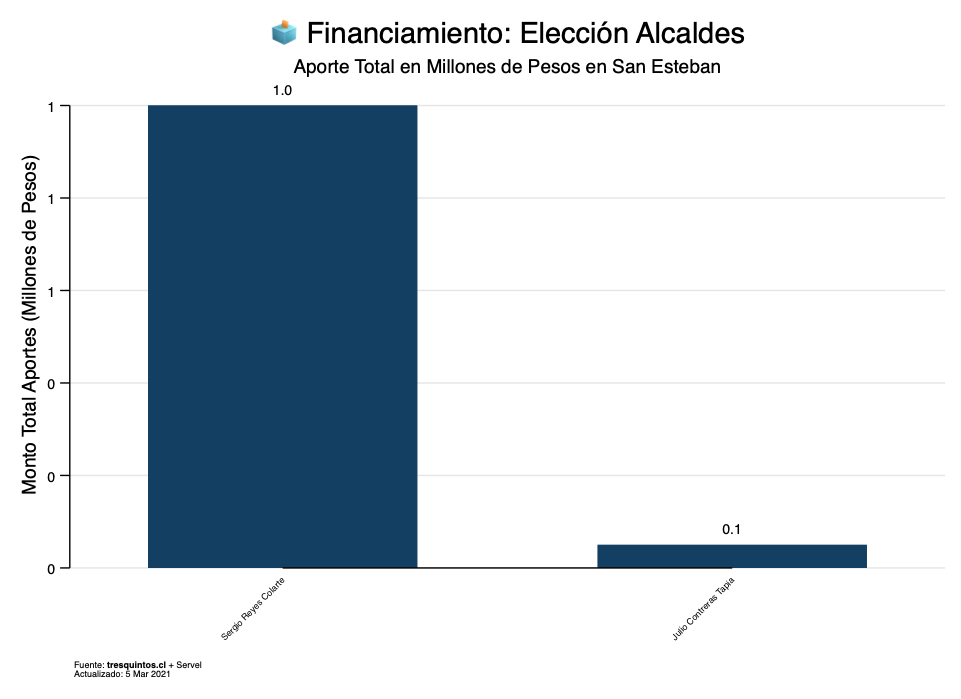 Financiamiento: Elección Alcaldes
Aporte Total en Millones de Pesos en San Esteban
Monto Total Aportes (Millones de Pesos)
1
1
1
0
0
0
1.0
0.1
Sergio Reyes Colarte
Julio Contreras Tapia
Fuente: tresquintos.cl + Servel
Actualizado: 5 Mar 2021